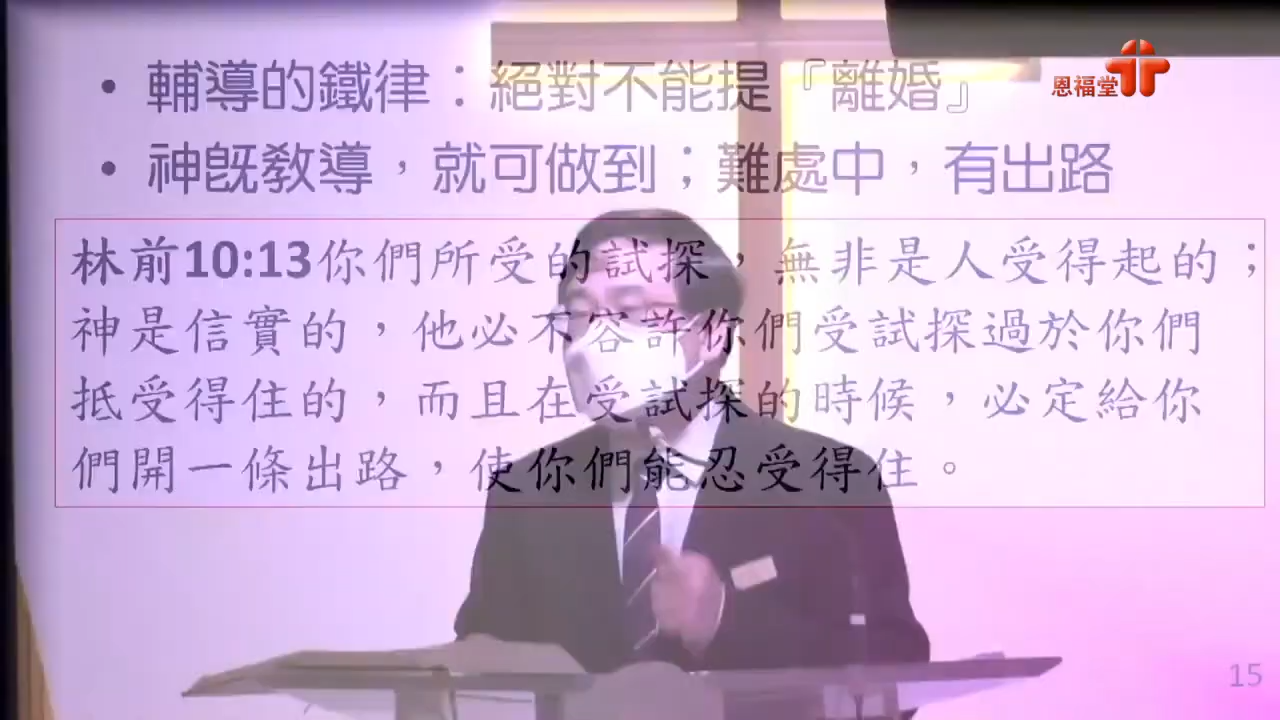 • 輔導的鐵律：絕對不能提『離婚』
恩福堂
• 神既教導，就可做到；難處中，有出路
林前10:13你們所受的試探，無非是人受得起的；
神是信實的，他必不容許你們受試探過於你們
抵受得住的，而且在受試探的時候，必定給你
們開一條出路，使你們能忍受得住。
15